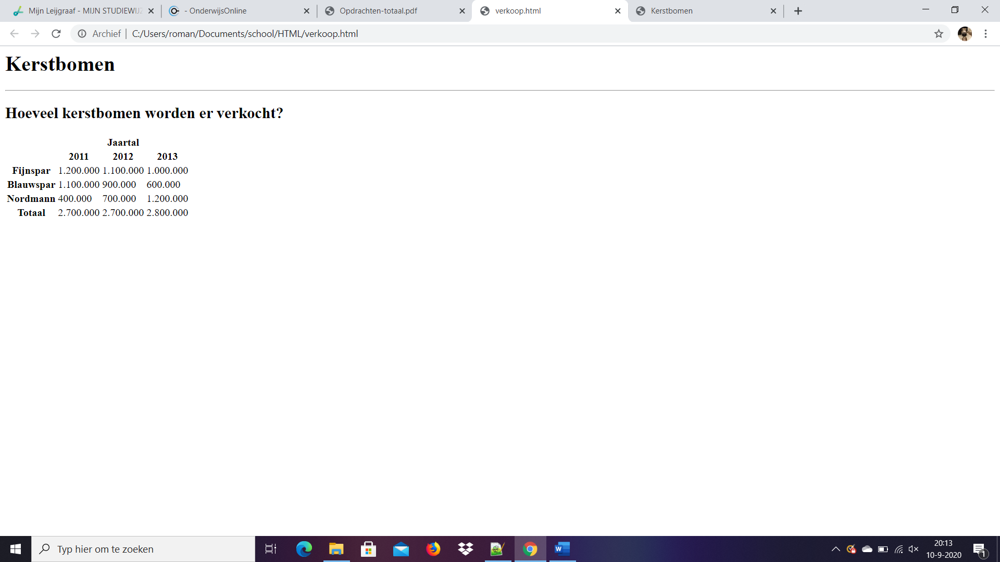 Mijn Leijgraaf - MIJN STUDIEWIJZ
- OnderwijsOnline
Opdrachten-totaal.pdf
verkoop.html
Kerstbomen
Archief | C:/Users/roman/Documents/school/HTML/verkoop.html
Kerstbomen
Hoeveel kerstbomen worden er verkocht?
Jaartal
2011 2012 2013
Fijnspar 1.200.000 1.100.000 1.000.000
Blauwspar 1.100.000 900.000 600.000
Nordmann 400.000 700.000 1.200.000
Totaal 2.700.000 2.700.000 2.800.000
Typ hier om te zoeken
20:13
10-9-2020
1